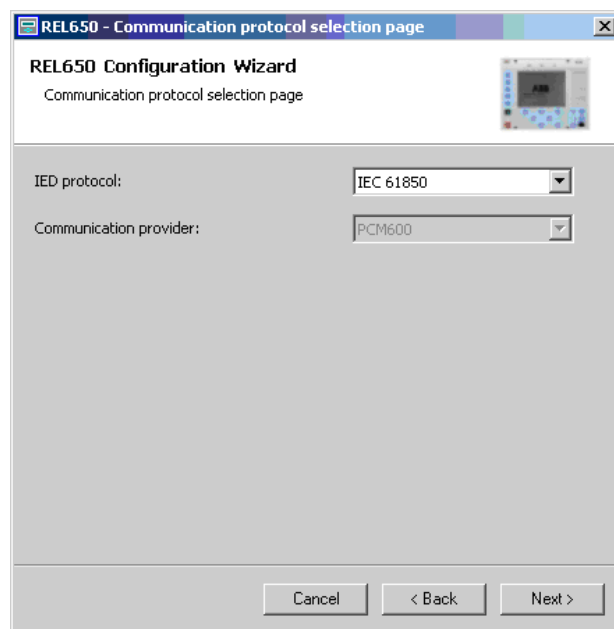 REL650 - Communication protocol selection page
REL650 Configuration Wizard
Communication protocol selection page
ABB
IED protocol: IEC 61850
Communication provider: PCM600
Cancel < Back Next >